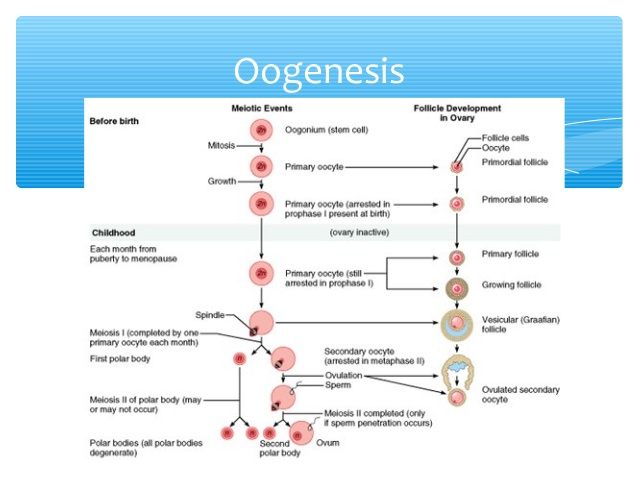 Oogenesis
Meiotic Events
Follicle Development
in Ovary
Before birth
2n
Oogonium (stem cell)
Mitosis
Follicle cells
Oocyte
2n
Primary oocyte
Primordial follicle
Growth
2n
Primary oocyte (arrested in
prophase I present at birth)
Primordial follicle
Childhood
(ovary inactive)
Each month from
puberty to menopause
2n
Primary oocyte (still
arrested in prophase I)
Primary follicle
Growing follicle
Spindle
Vesicular (Graafian)
follicle
Meiosis I (completed by one
primary oocyte each month)
First polar body
Secondary oocyte
(arrested in metaphase II)
Ovulation
Sperm
Meiosis II of polar body (may
or may not occur)
Ovulated secondary
oocyte
Meiosis II completed (only
if sperm penetration occurs)
Polar bodies (all polar bodies
degenerate)
Second
polar body
Ovum